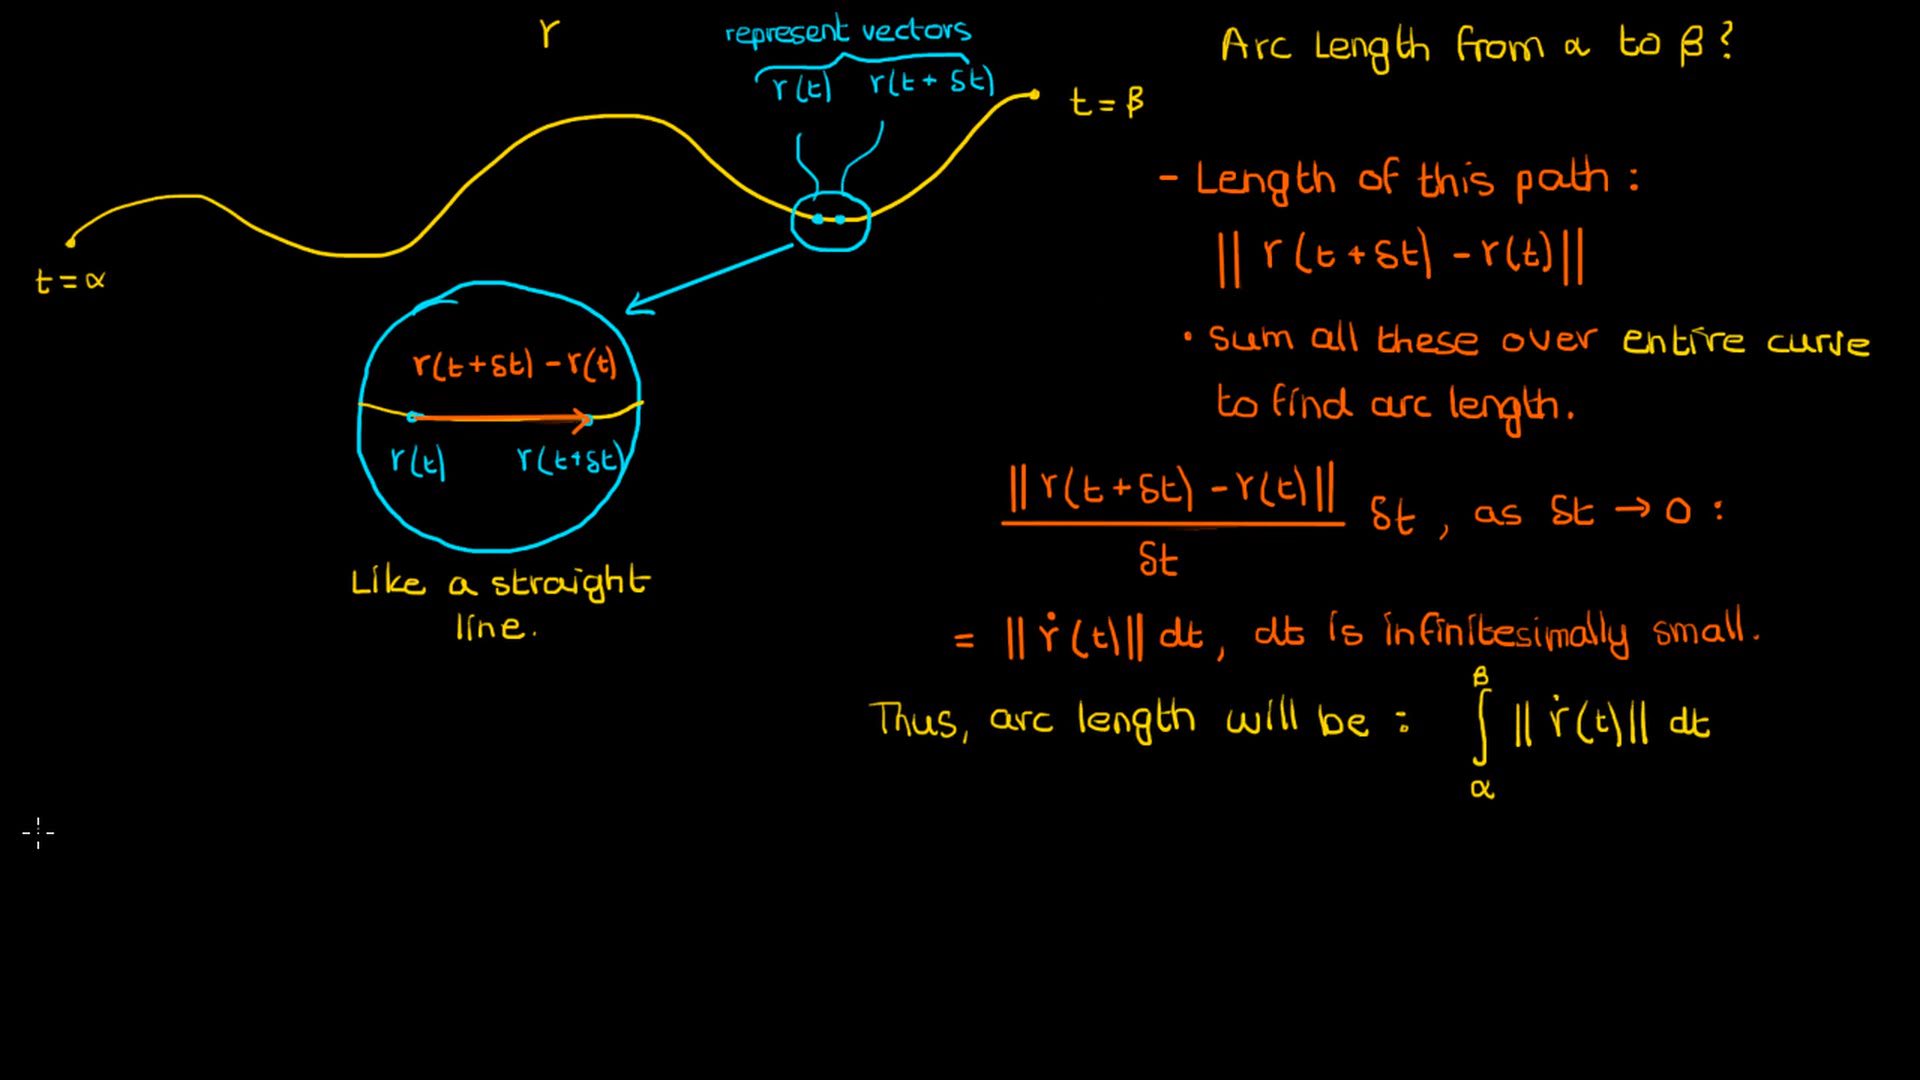 r
represent vectors
r(t) r(t + δt)
t = β
t = α
r(t+δt) - r(t)
r(t) r(t+δt)
Like a straight
line.
Arc Length from α to β?
- Length of this path :
|| r(t + δt) - r(t) ||
• sum all these over entire curve
to find arc length.
|| r(t + δt) - r(t) ||
δt
δt , as δt → 0 :
= || ṙ(t) || dt , dt is infinitesimally small.
Thus, arc length will be : ∫_α^β || ṙ(t) || dt